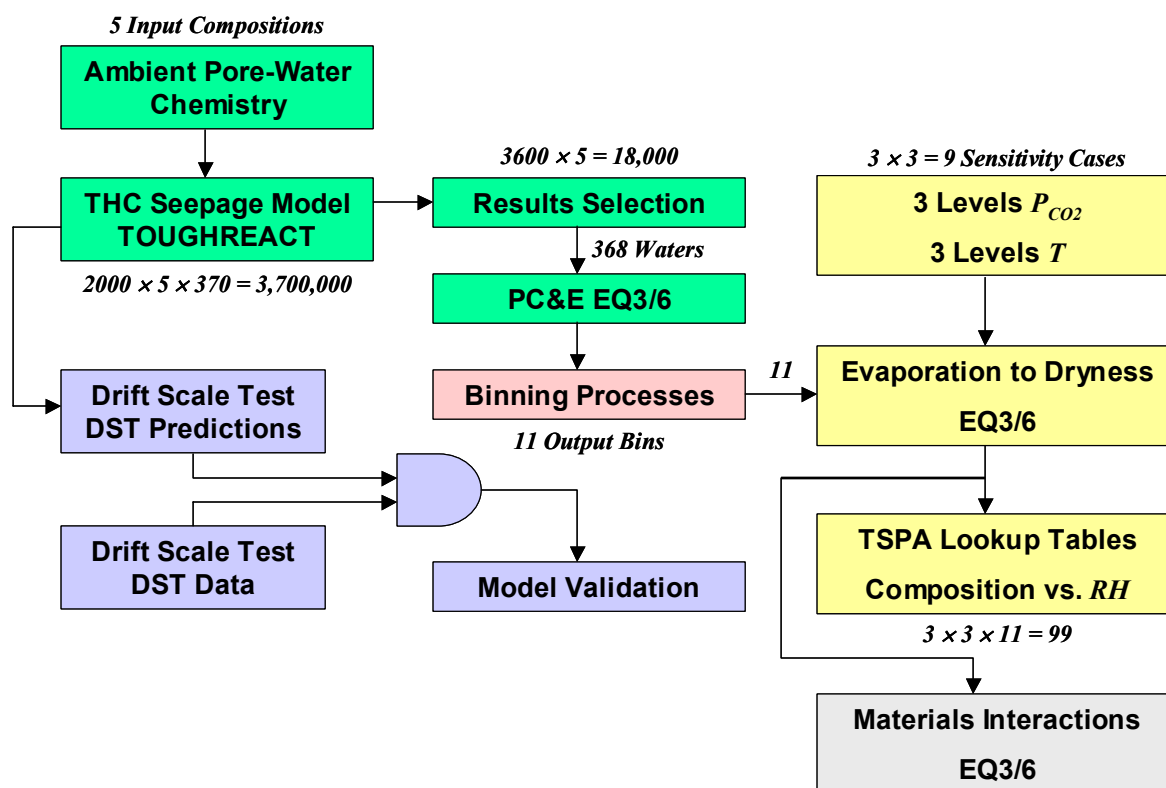 5 Input Compositions
Ambient Pore-Water
Chemistry
THC Seepage Model
TOUGHREACT
2000 × 5 × 370 = 3,700,000
3600 × 5 = 18,000
Results Selection
368 Waters
PC&E EQ3/6
Binning Processes
11 Output Bins
11
3 × 3 = 9 Sensitivity Cases
3 Levels P_CO2
3 Levels T
Evaporation to Dryness
EQ3/6
TSPA Lookup Tables
Composition vs. RH
3 × 3 × 11 = 99
Materials Interactions
EQ3/6
Drift Scale Test
DST Predictions
Drift Scale Test
DST Data
Model Validation